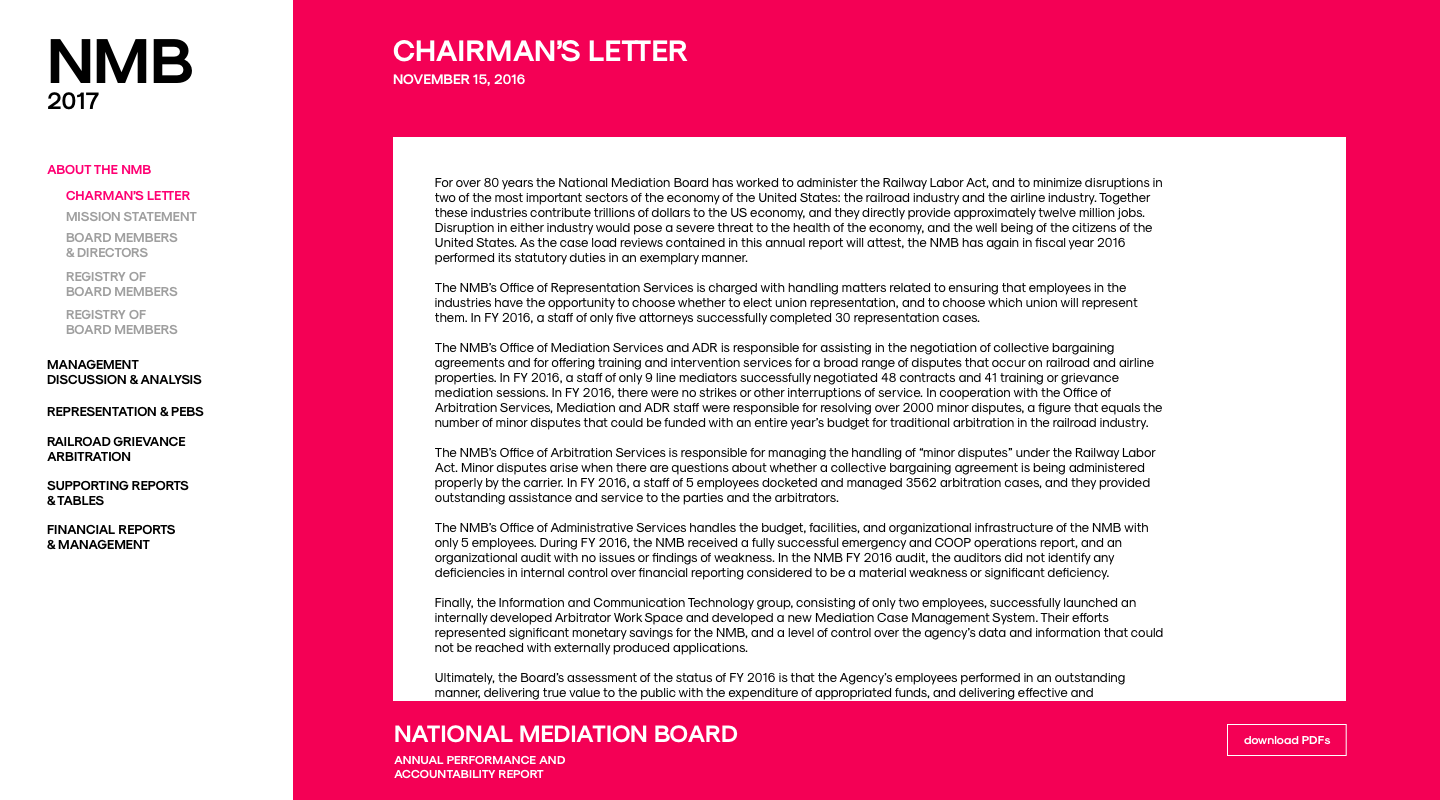 NMB
2017
ABOUT THE NMB
CHARMAN'S LETTER
MISSION STATEMENT
BOARD MEMBERS
& DIRECTORS
REGISTRY OF
BOARD MEMBERS
REGISTRY OF
BOARD MEMBERS
MANAGEMENT
DISCUSSION & ANALYSIS
REPRESENTATION & PEBS
RAILROAD GRIEVANCE
ARBITRATION
SUPPORTING REPORTS
& TABLES
FINANCIAL REPORTS
& MANAGEMENT
CHAIRMAN'S LETTER
NOVEMBER 15, 2016
For over 80 years the National Mediation Board has worked to administer the Railway Labor Act, and to minimize disruptions in
two of the most important sectors of the economy of the United States: the railroad industry and the airline industry. Together
these industries contribute trillions of dollars to the US economy, and they directly provide approximately twelve million jobs.
Disruption in either industry would pose a severe threat to the health of the economy, and the well being of the citizens of the
United States. As the case load reviews contained in this annual report will attest, the NMB has again in fiscal year 2016
performed its statutory duties in an exemplary manner.
The NMB's Office of Representation Services is charged with handling matters related to ensuring that employees in the
industries have the opportunity to choose whether to elect union representation, and to choose which union will represent
them. In FY 2016, a staff of only five attorneys successfully completed 30 representation cases.
The NMB's Office of Mediation Services and ADR is responsible for assisting in the negotiation of collective bargaining
agreements and for offering training and intervention services for a broad range of disputes that occur on railroad and airline
properties. In FY 2016, a staff of only 9 line mediators successfully negotiated 48 contracts and 41 training or grievance
mediation sessions. In FY 2016, there were no strikes or other interruptions of service. In cooperation with the Office of
Arbitration Services, Mediation and ADR staff were responsible for resolving over 2000 minor disputes, a figure that equals the
number of minor disputes that could be funded with an entire year's budget for traditional arbitration in the railroad industry.
The NMB's Office of Arbitration Services is responsible for managing the handling of “minor disputes” under the Railway Labor
Act. Minor disputes arise when there are questions about whether a collective bargaining agreement is being administered
properly by the carrier. In FY 2016, a staff of 5 employees docketed and managed 3562 arbitration cases, and they provided
outstanding assistance and service to the parties and the arbitrators.
The NMB's Office of Administrative Services handles the budget, facilities, and organizational infrastructure of the NMB with
only 5 employees. During FY 2016, the NMB received a fully successful emergency and COOP operations report, and an
organizational audit with no issues or findings of weakness. In the NMB FY 2016 audit, the auditors did not identify any
deficiencies in internal control over financial reporting considered to be a material weakness or significant deficiency.
Finally, the Information and Communication Technology group, consisting of only two employees, successfully launched an
internally developed Arbitrator Work Space and developed a new Mediation Case Management System. Their efforts
represented significant monetary savings for the NMB, and a level of control over the agency's data and information that could
not be reached with externally produced applications.
Ultimately, the Board's assessment of the status of FY 2016 is that the Agency's employees performed in an outstanding
manner, delivering true value to the public with the expenditure of appropriated funds, and delivering effective and
NATIONAL MEDIATION BOARD
ANNUAL PERFORMANCE AND
ACCOUNTABILITY REPORT
download PDFs